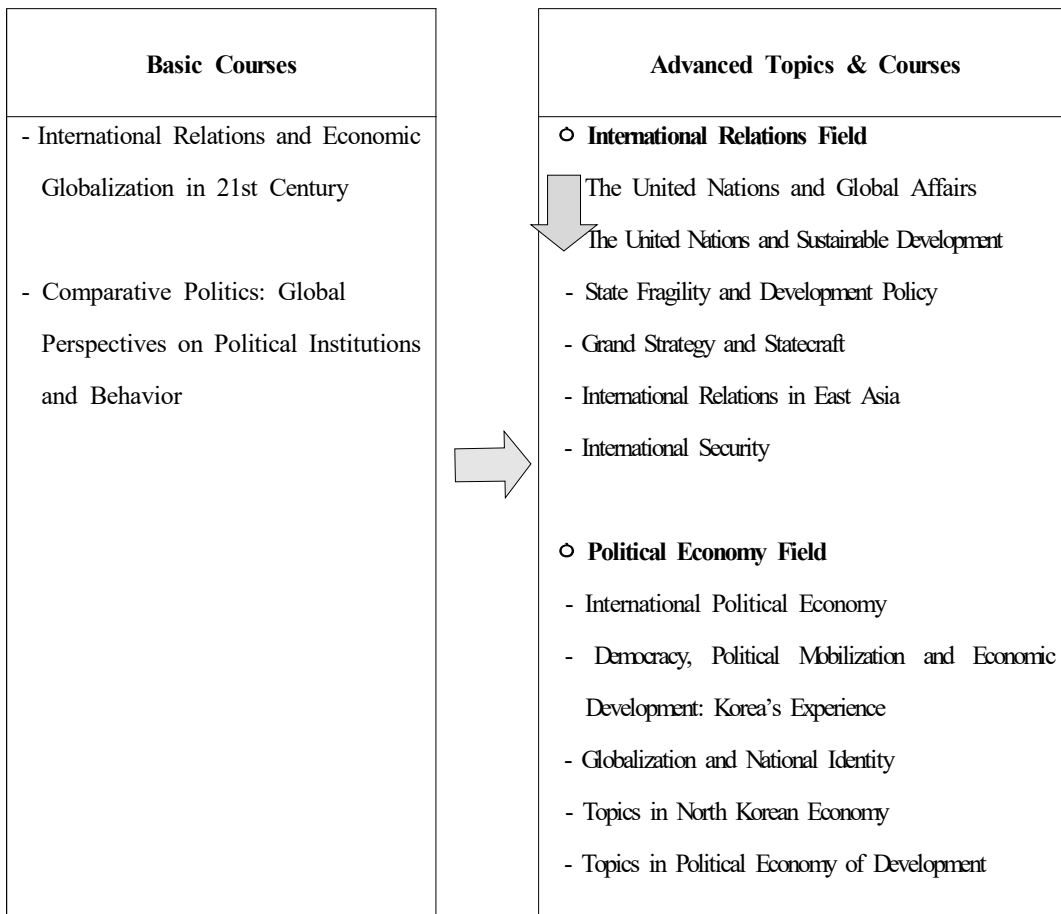 Basic Courses
- International Relations and Economic
Globalization in 21st Century
- Comparative Politics: Global
Perspectives on Political Institutions
and Behavior
Advanced Topics & Courses
International Relations Field
The United Nations and Global Affairs
The United Nations and Sustainable Development
- State Fragility and Development Policy
- Grand Strategy and Statecraft
- International Relations in East Asia
- International Security
Political Economy Field
- International Political Economy
- Democracy, Political Mobilization and Economic
Development: Korea's Experience
- Globalization and National Identity
- Topics in North Korean Economy
- Topics in Political Economy of Development